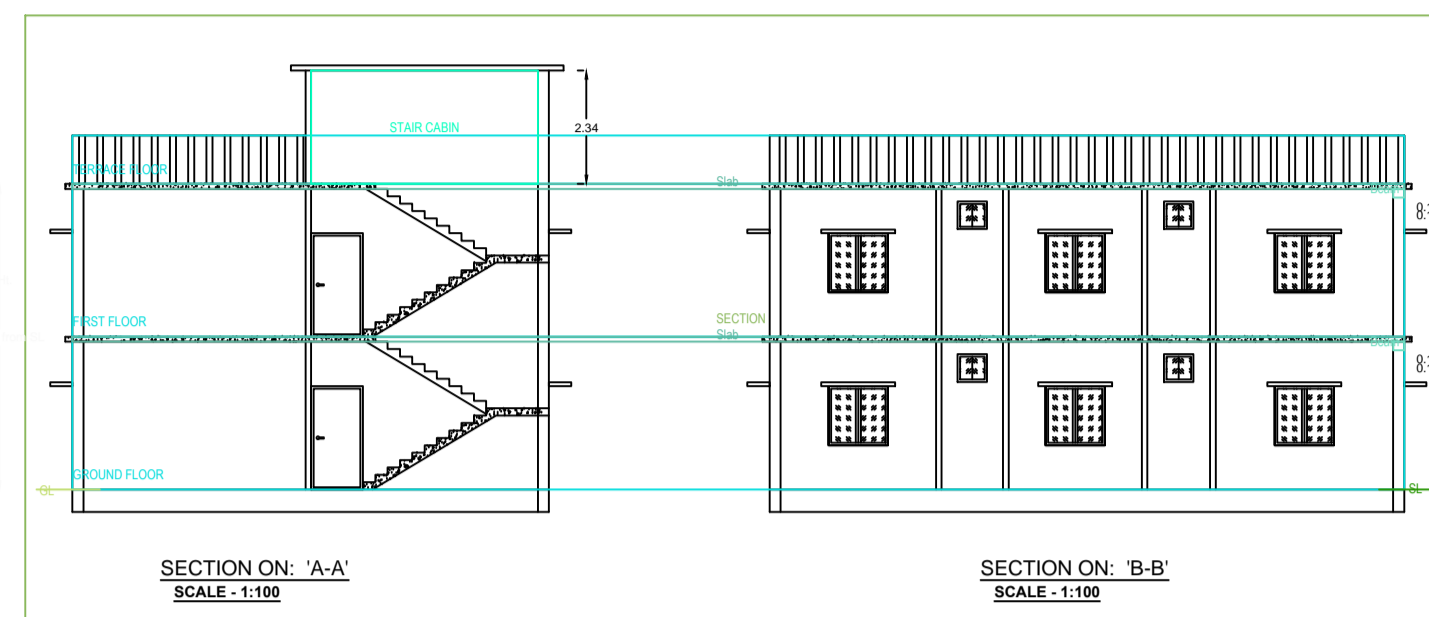 STAIR CABIN
2.34
TERRACE FLOOR
Slab
FIRST FLOOR
SECTION
Slab
GROUND FLOOR
GL
SL
SECTION ON: 'A-A'
SCALE - 1:100
SECTION ON: 'B-B'
SCALE - 1:100